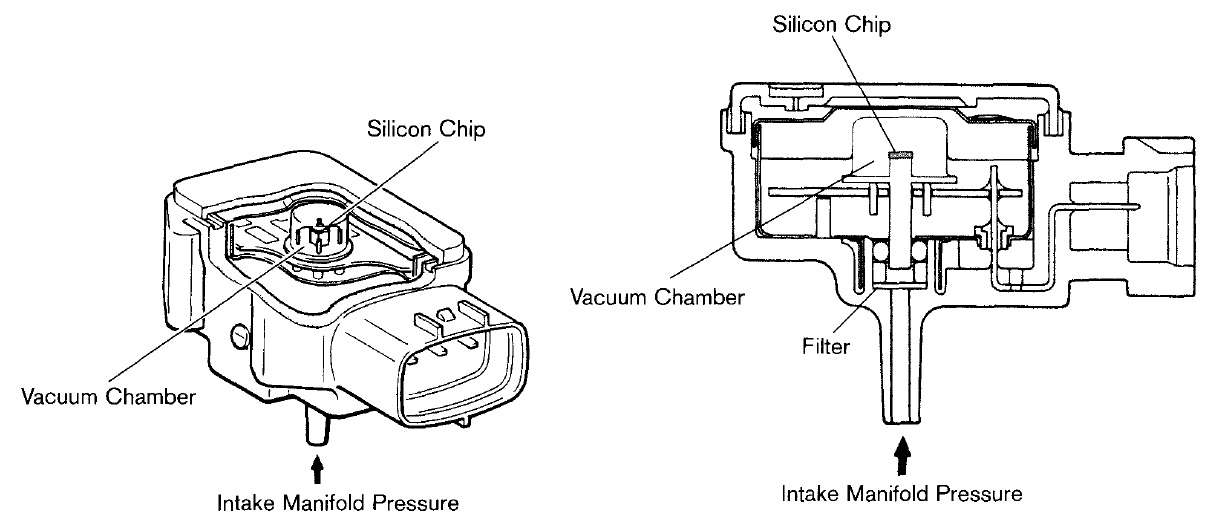 Silicon Chip
Vacuum Chamber
Intake Manifold Pressure
Silicon Chip
Vacuum Chamber
Filter
Intake Manifold Pressure